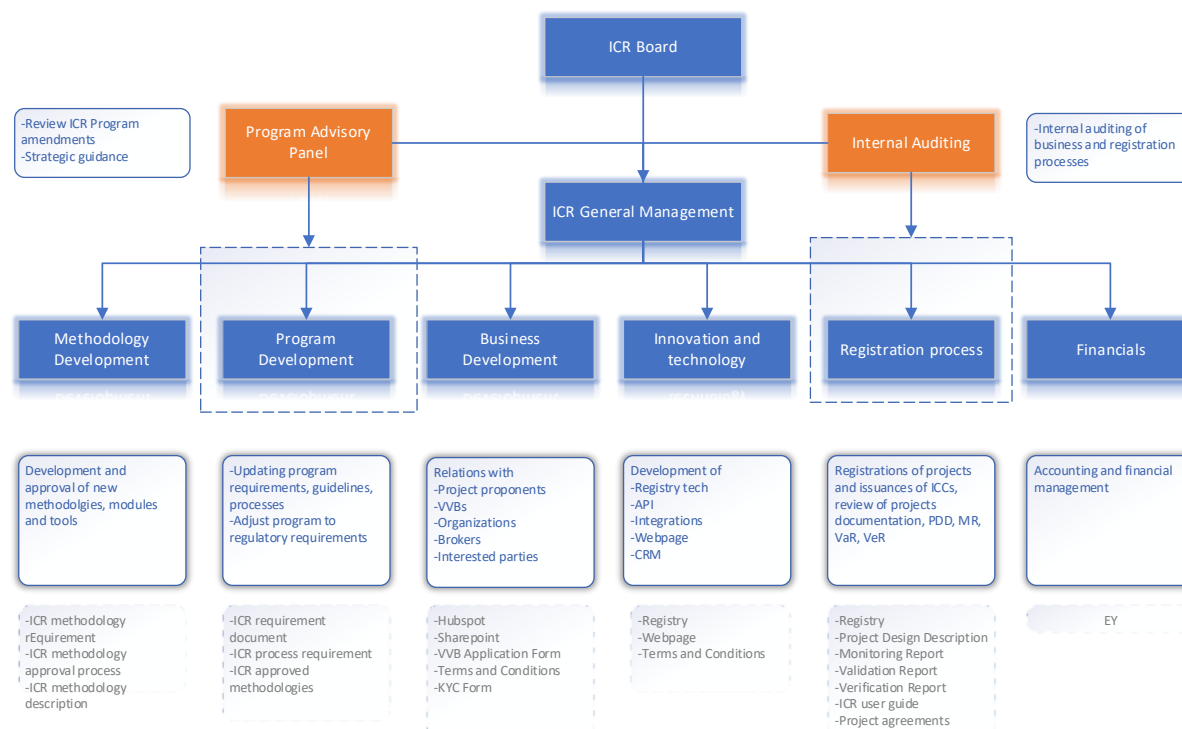 ICR Board
-Review ICR Program
amendments
-Strategic guidance
Program Advisory
Panel
Internal Auditing
-Internal auditing of
business and registration
processes
ICR General Management
Methodology
Development
Program
Development
Business
Development
Innovation and
technology
Registration process
Financials
Development and
approval of new
methodolgies, modules
and tools
-Updating program
requirements, guidelines,
processes
-Adjust program to
regulatory requirements
Relations with
-Project proponents
-VVBs
-Organizations
-Brokers
-Interested parties
Development of
-Registry tech
-API
-Integrations
-Webpage
-CRM
Registrations of projects
and issuances of ICCs,
review of projects
documentation, PDD, MR,
VaR, VeR
Accounting and financial
management
-ICR methodology
rEquirement
-ICR methodology
approval process
-ICR methodology
description
-ICR requirement
document
-ICR process requirement
-ICR approved
methodologies
-Hubspot
-Sharepoint
-VVB Application Form
-Terms and Conditions
-KYC Form
-Registry
-Webpage
-Terms and Conditions
-Registry
-Project Design Description
-Monitoring Report
-Validation Report
-Verification Report
-ICR user guide
-Project agreements
EY